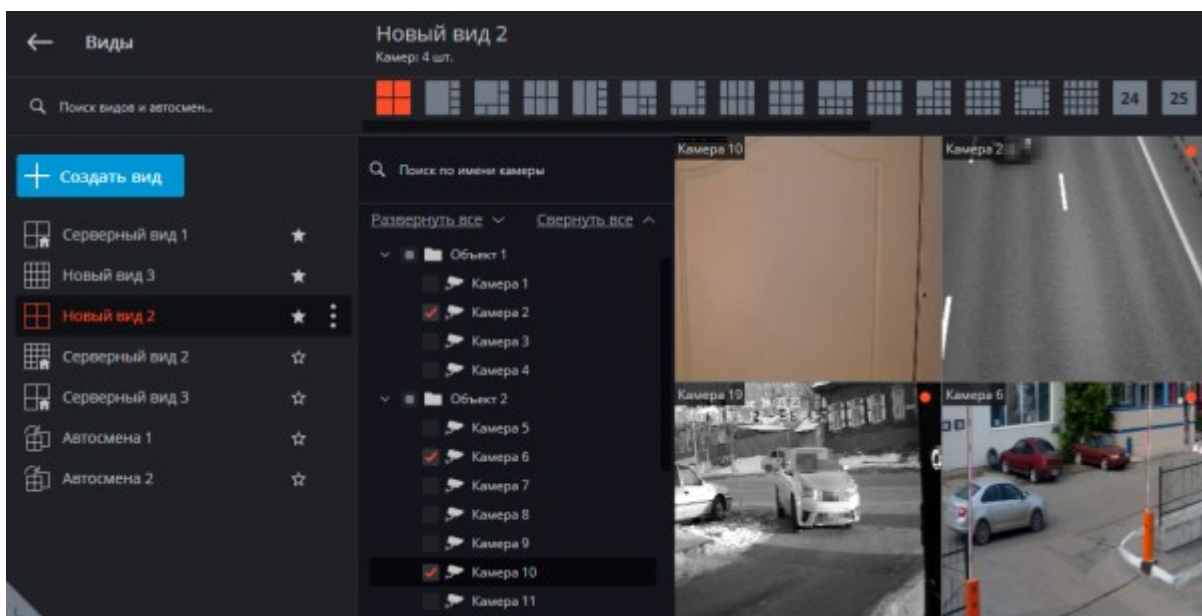 Виды
Новый вид 2
Камер: 4 шт.
Поиск видов и автосмен...
24
25
Создать вид
Серверный вид 1
Новый вид 3
Новый вид 2
Серверный вид 2
Серверный вид 3
Автосмена 1
Автосмена 2
Поиск по имени камеры
Развернуть все
Свернуть все
Объект 1
Камера 1
Камера 2
Камера 3
Камера 4
Объект 2
Камера 5
Камера 6
Камера 7
Камера 8
Камера 9
Камера 10
Камера 11
Камера 10
Камера 2
Камера 19
Камера 6